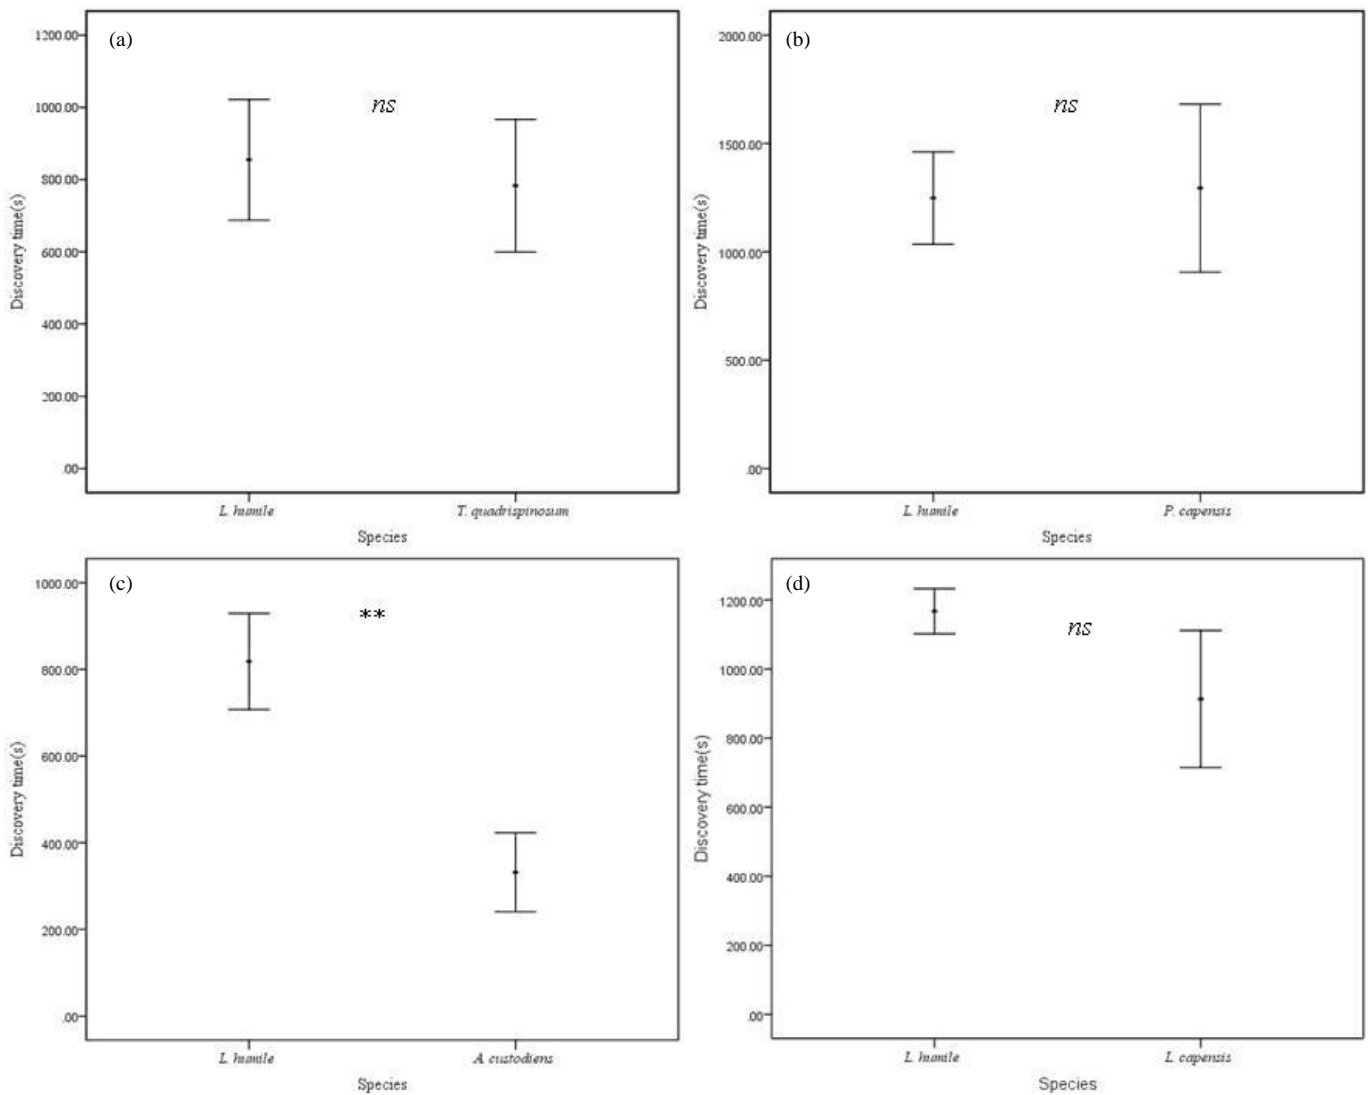 (a)
1200.00
1000.00
800.00
600.00
400.00
200.00
.00
Discovery time(s)
ns
L. humile
T. quadrispinosum
Species
(b)
2000.00
1500.00
1000.00
500.00
.00
Discovery time(s)
ns
L. humile
P. capensis
Species
(c)
1000.00
800.00
600.00
400.00
200.00
.00
Discovery time(s)
**
L. humile
A. custodiens
Species
(d)
1200.00
1000.00
800.00
600.00
400.00
200.00
.00
Discovery time(s)
ns
L. humile
L. capensis
Species